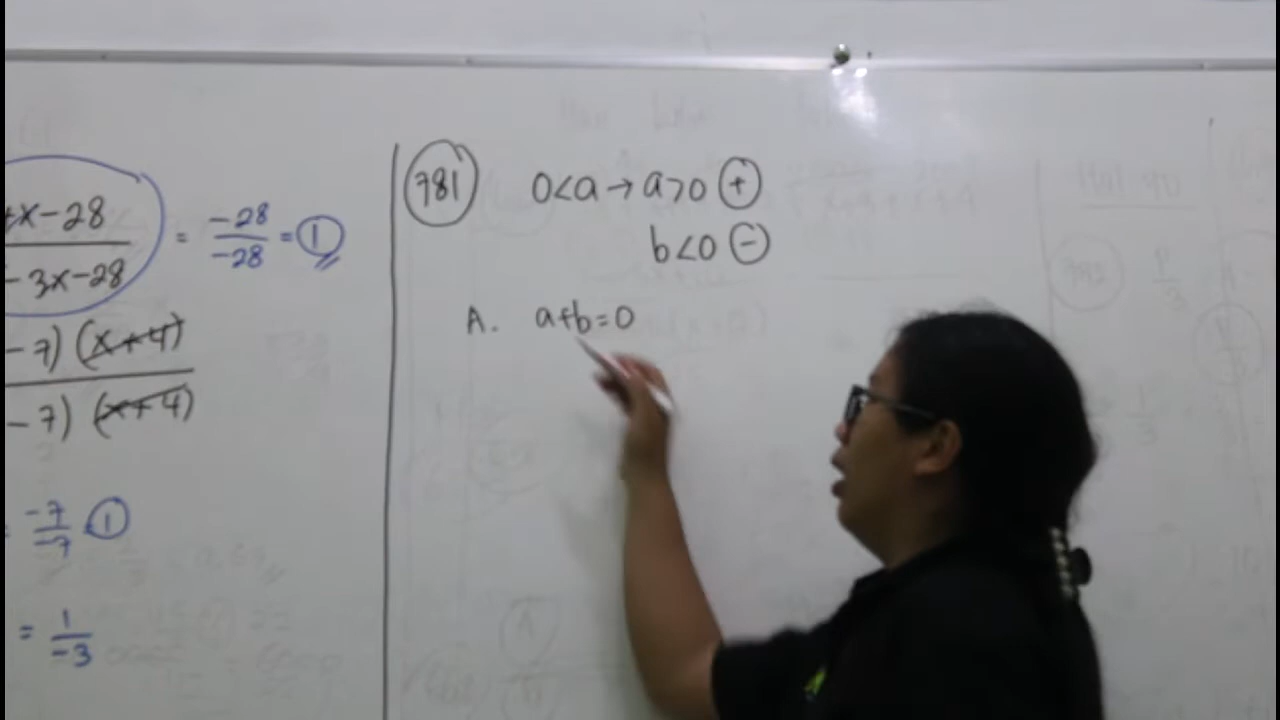 +x-28
-3x-28
= -28/-28 = 1
-7) (x+4)
-7) (x+4)
= -7/-7 1
= 1/-3
781 0<a→a>0 +
b<0 -
A. a+b=0